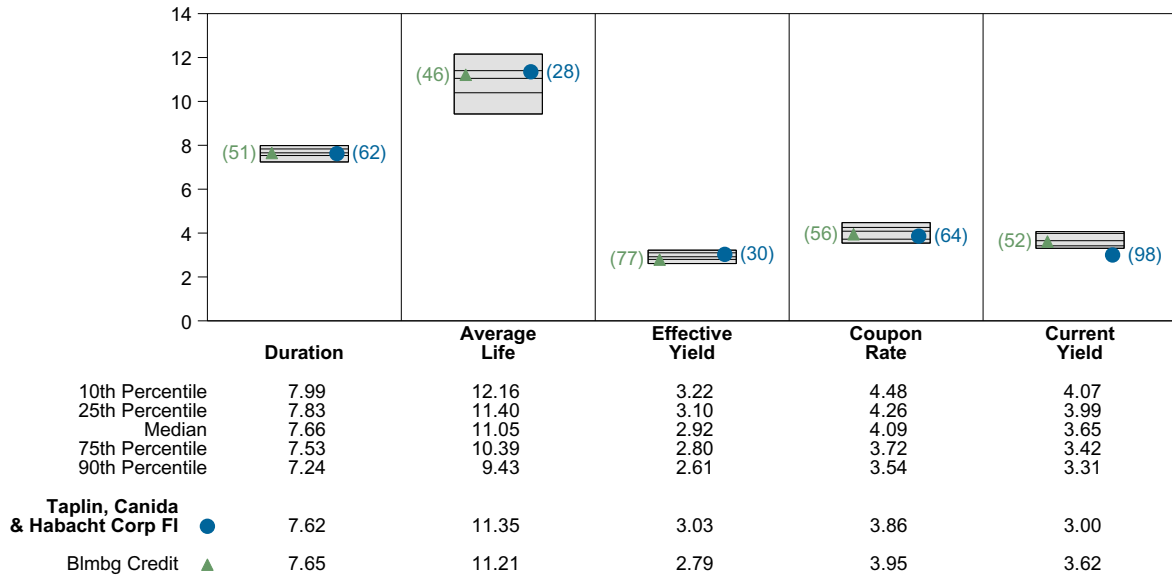 14
12
10
8
6
4
2
0
(51) (62)
(46) (28)
(77) (30)
(56) (64)
(52) (98)
Duration
Average
Life
Effective
Yield
Coupon
Rate
Current
Yield
10th Percentile 7.99 12.16 3.22 4.48 4.07
25th Percentile 7.83 11.40 3.10 4.26 3.99
Median 7.66 11.05 2.92 4.09 3.65
75th Percentile 7.53 10.39 2.80 3.72 3.42
90th Percentile 7.24 9.43 2.61 3.54 3.31
Taplin, Canida
& Habacht Corp FI 7.62 11.35 3.03 3.86 3.00
Blmbg Credit 7.65 11.21 2.79 3.95 3.62